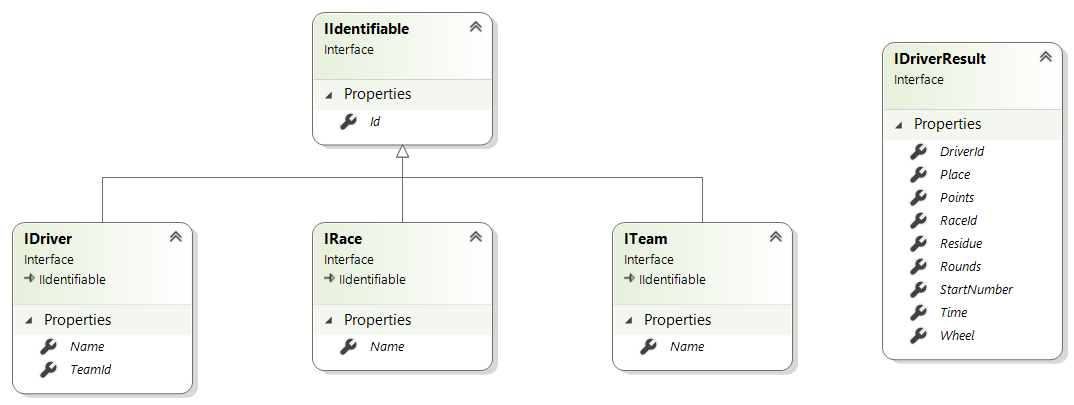 IIdentifiable
Interface
Properties
Id
IDriverResult
Interface
Properties
DriverId
Place
Points
RaceId
Residue
Rounds
StartNumber
Time
Wheel
IDriver
Interface
IIdentifiable
Properties
Name
TeamId
IRace
Interface
IIdentifiable
Properties
Name
ITeam
Interface
IIdentifiable
Properties
Name